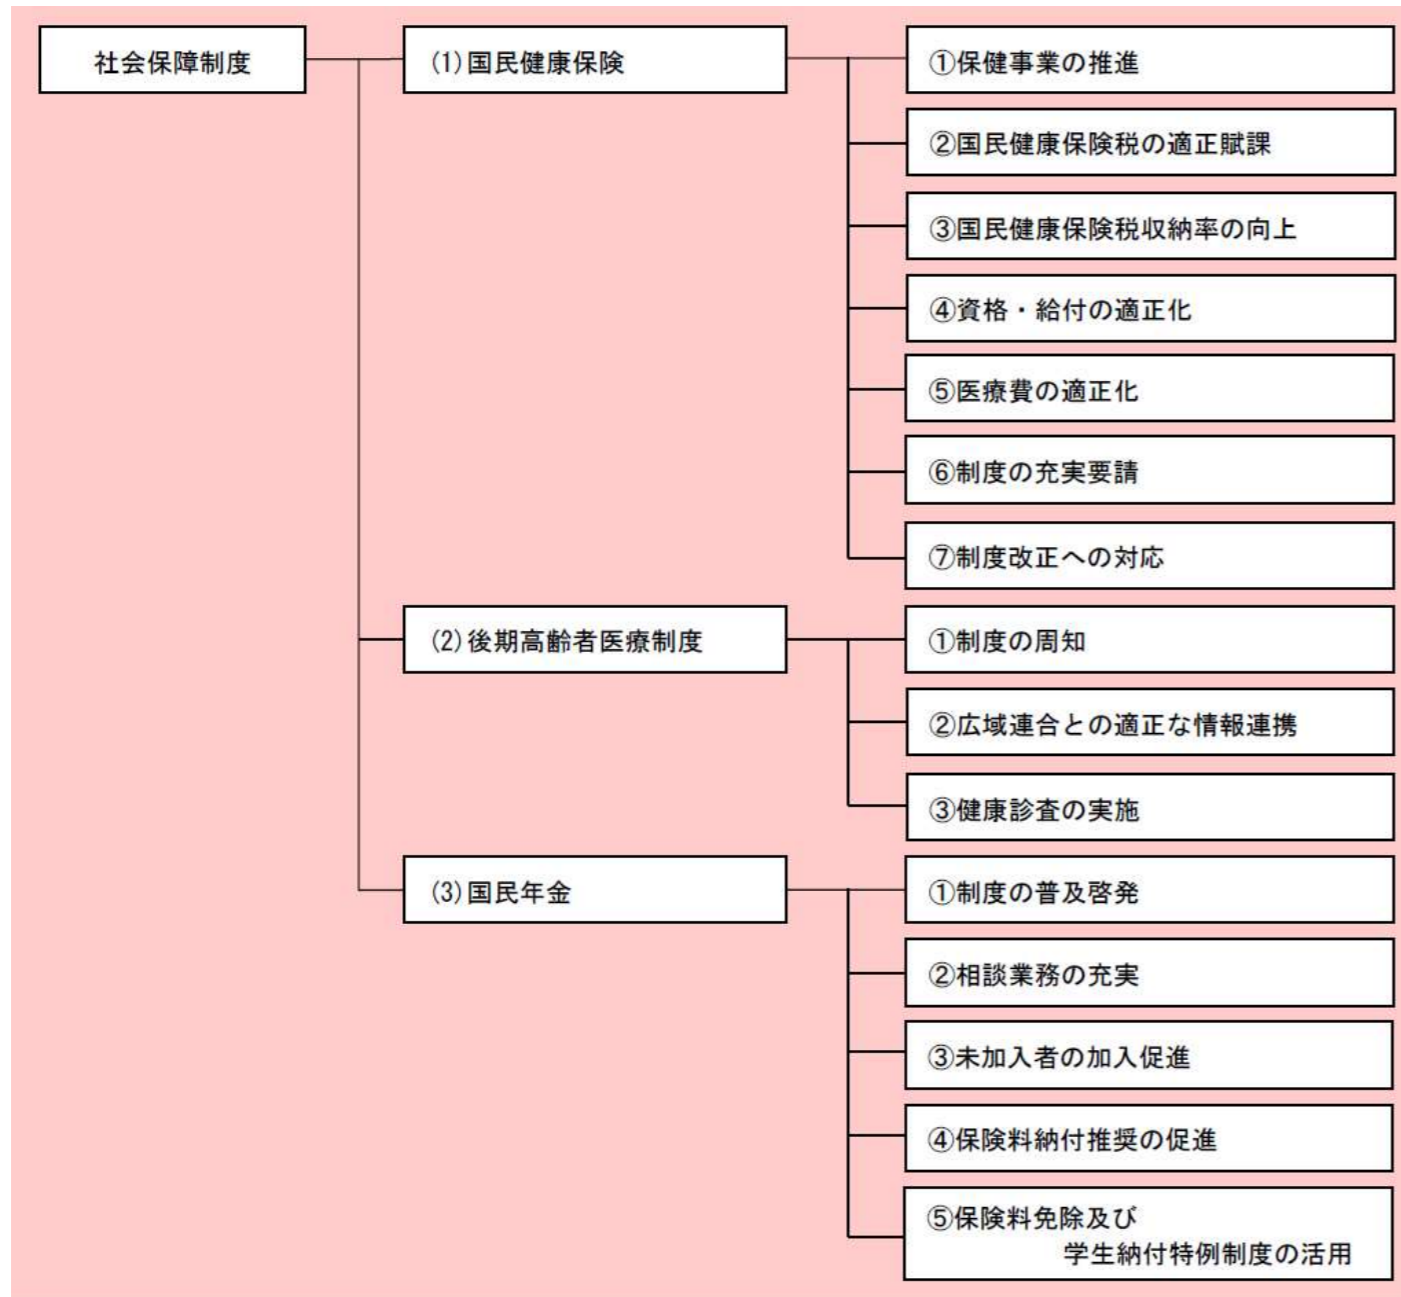 社会保障制度
(1)国民健康保険
①保健事業の推進
②国民健康保険税の適正賦課
③国民健康保険税収納率の向上
④資格・給付の適正化
⑤医療費の適正化
⑥制度の充実要請
⑦制度改正への対応
(2)後期高齢者医療制度
①制度の周知
②広域連合との適正な情報連携
③健康診査の実施
(3)国民年金
①制度の普及啓発
②相談業務の充実
③未加入者の加入促進
④保険料納付推奨の促進
⑤保険料免除及び
学生納付特例制度の活用